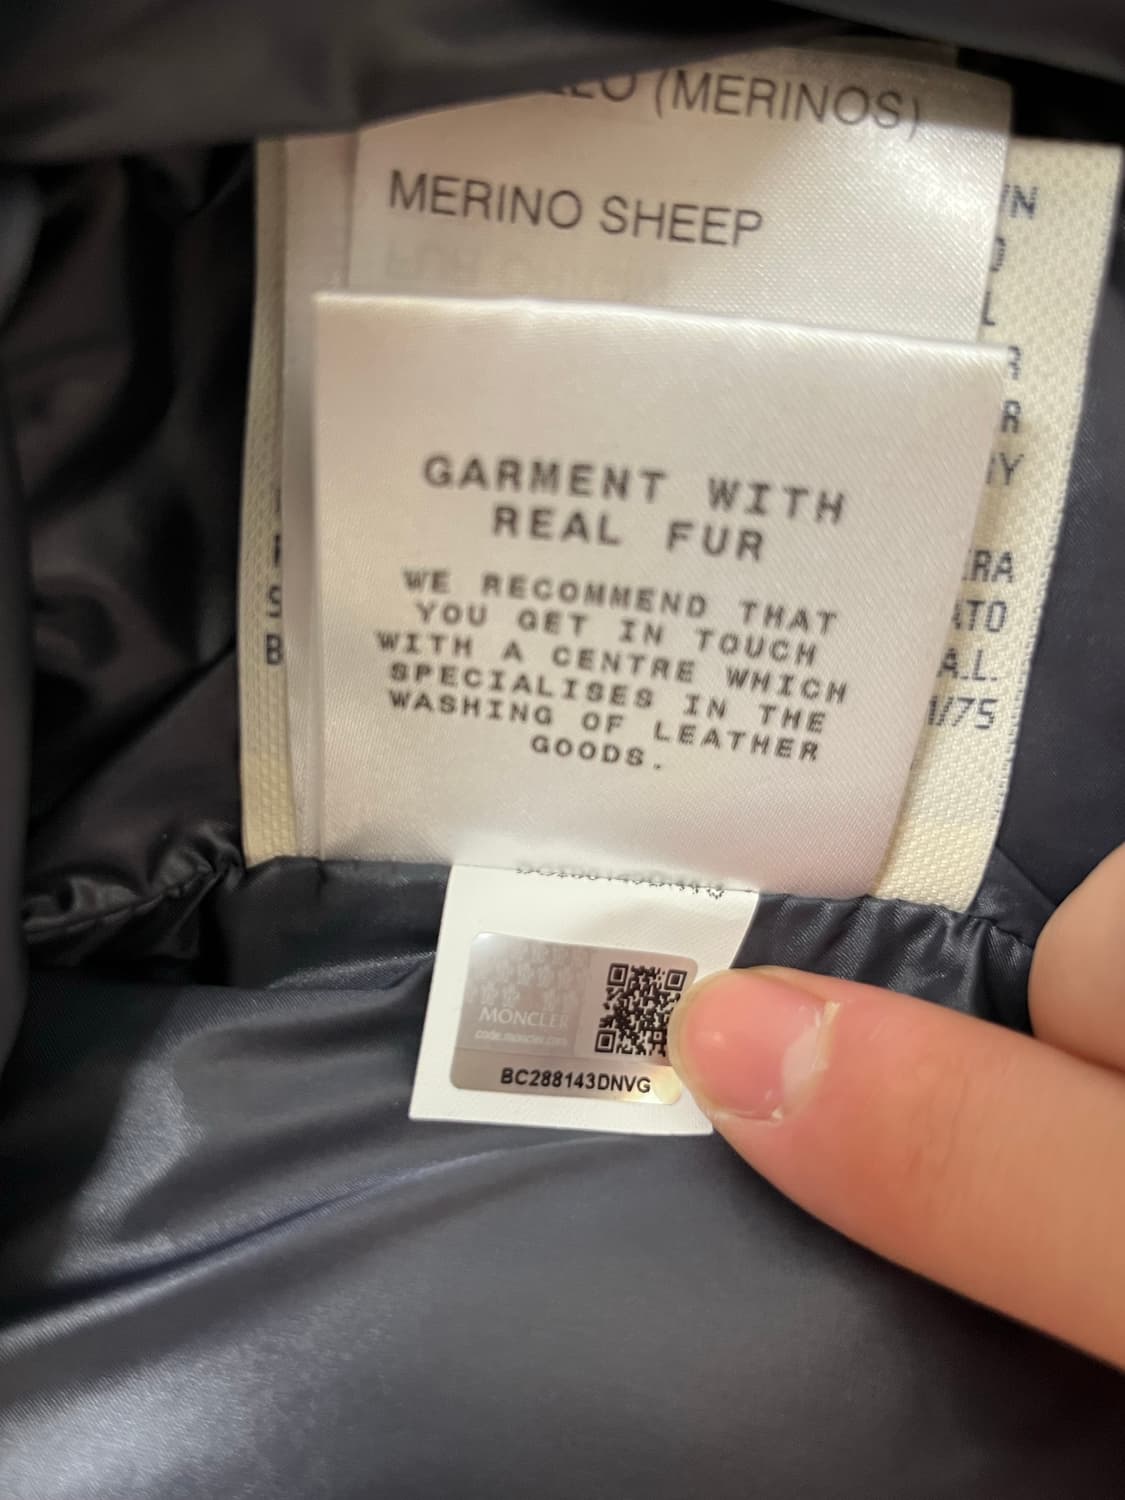 (MERINOS)
MERINO SHEEP
GARMENT WITH
REAL FUR
WE RECOMMEND THAT
YOU GET IN TOUCH
WITH A CENTRE WHICH
SPECIALISES IN THE
WASHING OF LEATHER
GOODS.
MONCLER
code.moncler.com
BC288143DNVG